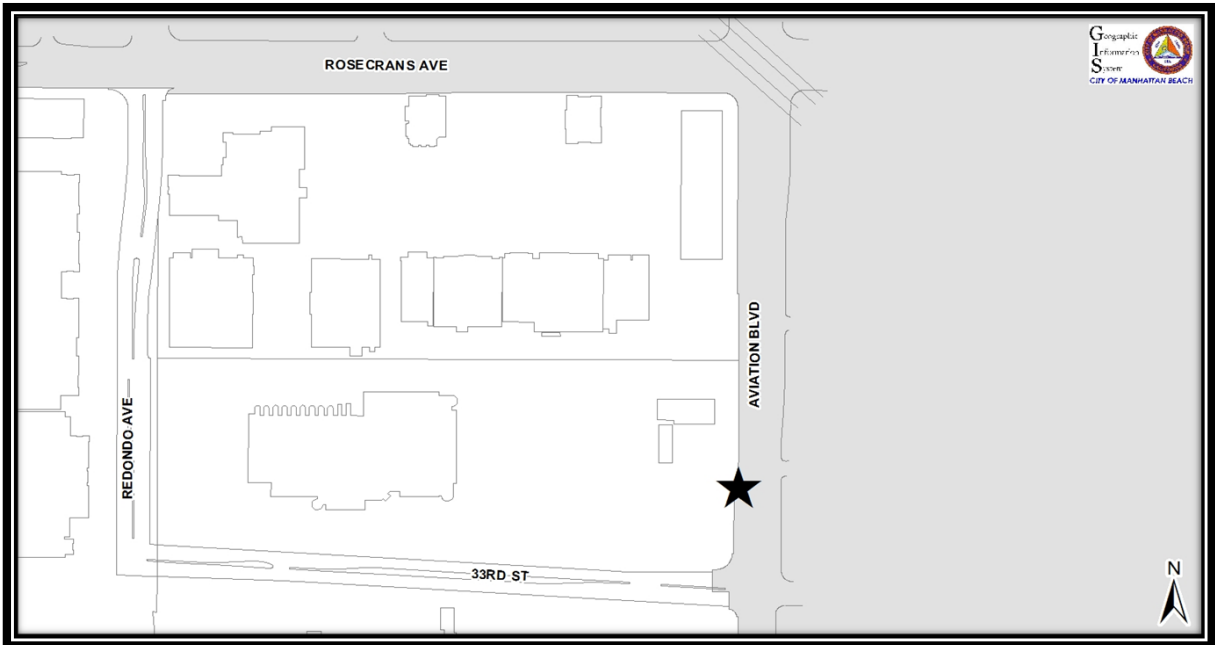 Geographic
Information
System
CITY OF MANHATTAN BEACH
ROSECRANS AVE
AVIATION BLVD
REDONDO AVE
33RD ST
N